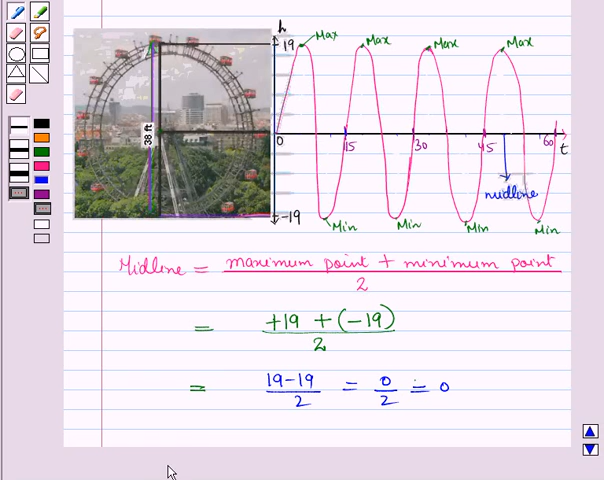 h
19 Max Max Max Max
38 ft
0 15 30 45 60 t
midline
-19 Min Min Min Min
Midline = maximum point + minimum point
2
= +19 + (-19)
2
= 19-19 = 0 = 0
2 2